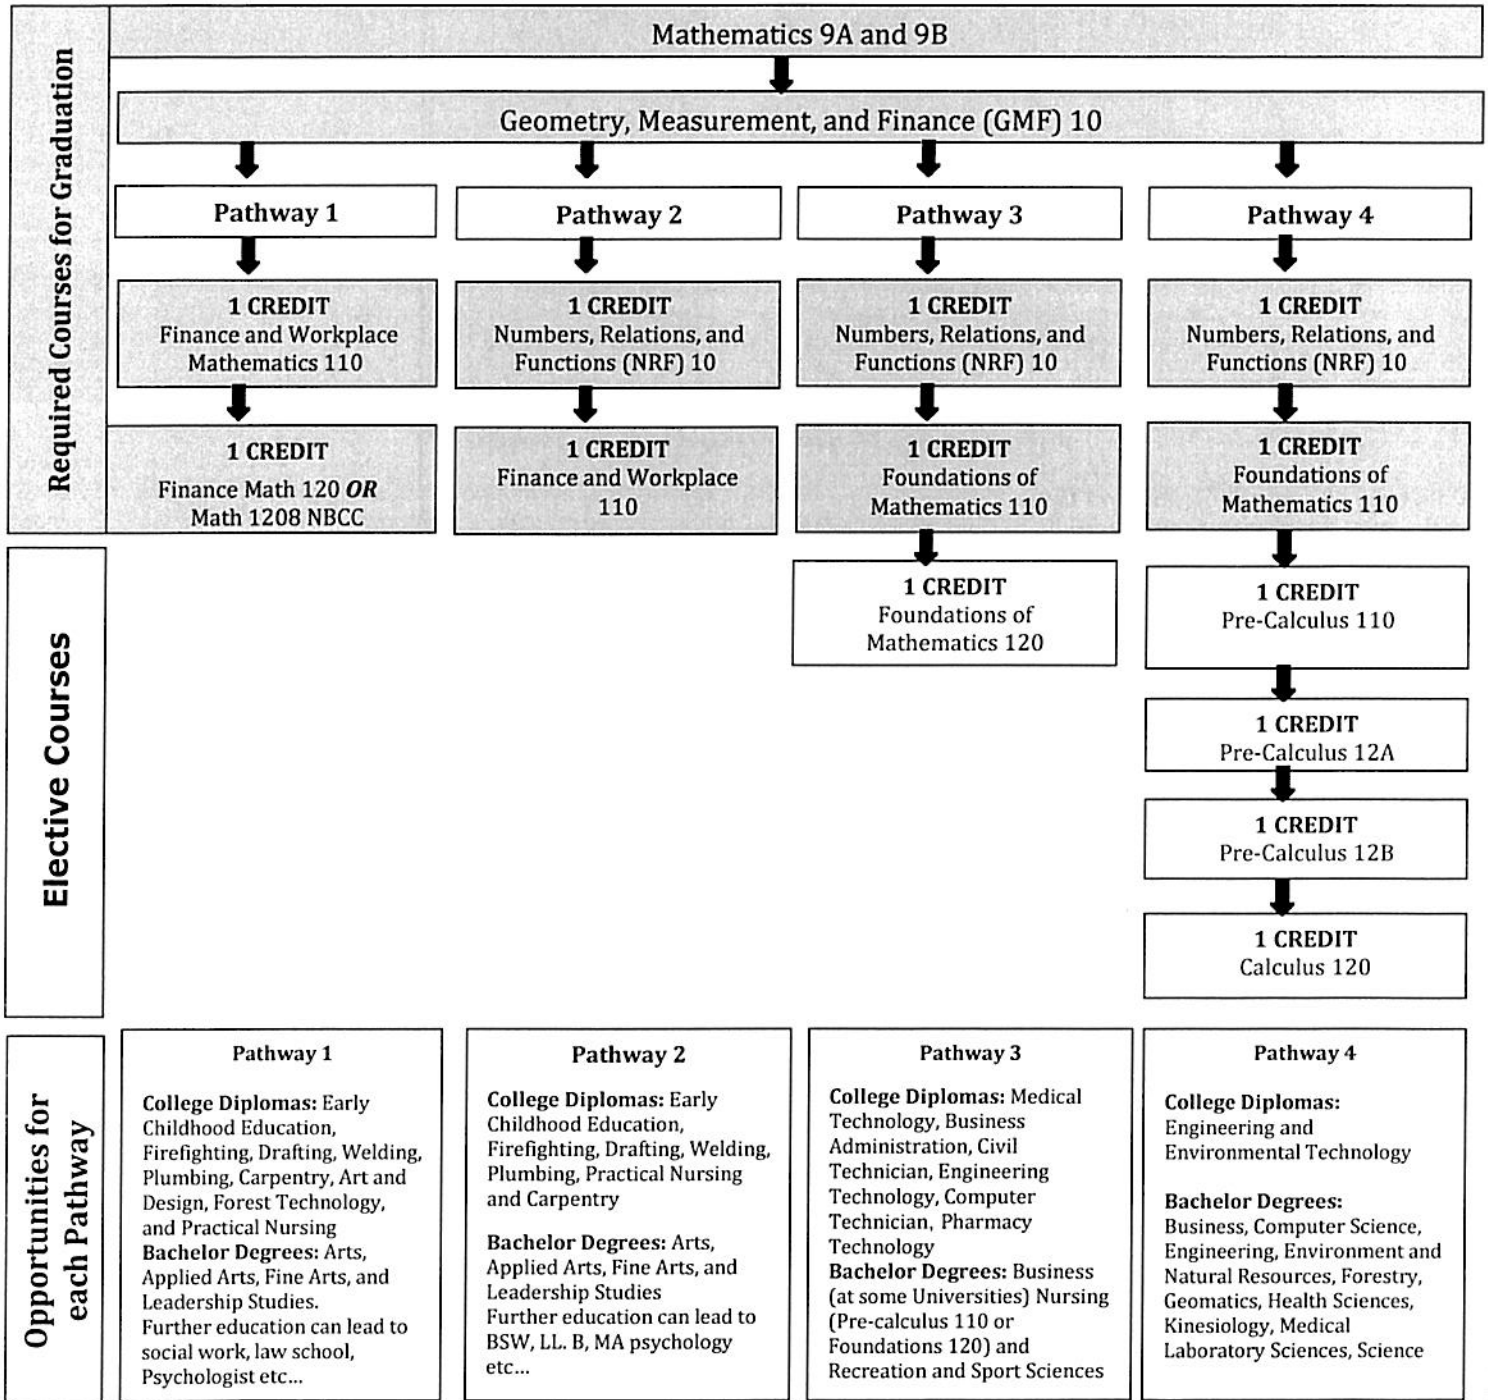 Required Courses for Graduation
Mathematics 9A and 9B
Geometry, Measurement, and Finance (GMF) 10
Pathway 1
Pathway 2
Pathway 3
Pathway 4
1 CREDIT
Finance and Workplace
Mathematics 110
1 CREDIT
Numbers, Relations, and
Functions (NRF) 10
1 CREDIT
Numbers, Relations, and
Functions (NRF) 10
1 CREDIT
Numbers, Relations, and
Functions (NRF) 10
1 CREDIT
Finance Math 120 OR
Math 1208 NBCC
1 CREDIT
Finance and Workplace
110
1 CREDIT
Foundations of
Mathematics 110
1 CREDIT
Foundations of
Mathematics 110
Elective Courses
1 CREDIT
Foundations of
Mathematics 120
1 CREDIT
Pre-Calculus 110
1 CREDIT
Pre-Calculus 12A
1 CREDIT
Pre-Calculus 12B
1 CREDIT
Calculus 120
Opportunities for
each Pathway
Pathway 1
College Diplomas: Early
Childhood Education,
Firefighting, Drafting, Welding,
Plumbing, Carpentry, Art and
Design, Forest Technology,
and Practical Nursing
Bachelor Degrees: Arts,
Applied Arts, Fine Arts, and
Leadership Studies.
Further education can lead to
social work, law school,
Psychologist etc...
Pathway 2
College Diplomas: Early
Childhood Education,
Firefighting, Drafting, Welding,
Plumbing, Practical Nursing
and Carpentry
Bachelor Degrees: Arts,
Applied Arts, Fine Arts, and
Leadership Studies
Further education can lead to
BSW, LL. B, MA psychology
etc...
Pathway 3
College Diplomas: Medical
Technology, Business
Administration, Civil
Technician, Engineering
Technology, Computer
Technician, Pharmacy
Technology
Bachelor Degrees: Business
(at some Universities) Nursing
(Pre-calculus 110 or
Foundations 120) and
Recreation and Sport Sciences
Pathway 4
College Diplomas:
Engineering and
Environmental Technology
Bachelor Degrees:
Business, Computer Science,
Engineering, Environment and
Natural Resources, Forestry,
Geomatics, Health Sciences,
Kinesiology, Medical
Laboratory Sciences, Science